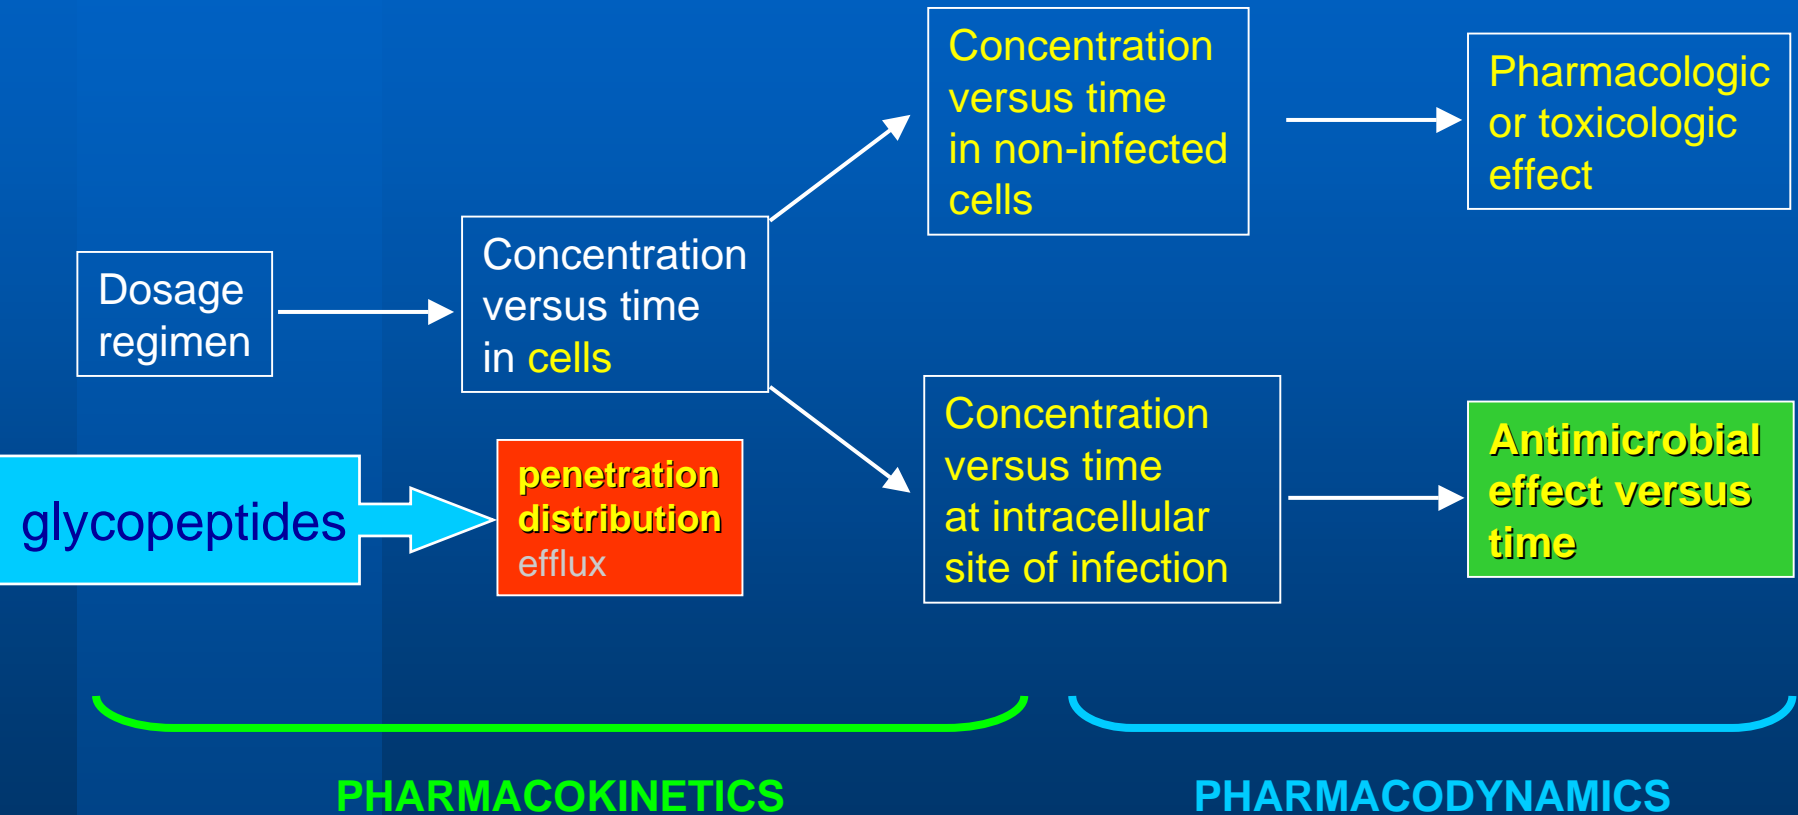 Dosage
regimen
Concentration
versus time
in cells
Concentration
versus time
in non-infected
cells
Pharmacologic
or toxicologic
effect
glycopeptides
penetration
distribution
efflux
Concentration
versus time
at intracellular
site of infection
Antimicrobial
effect versus
time
PHARMACOKINETICS
PHARMACODYNAMICS